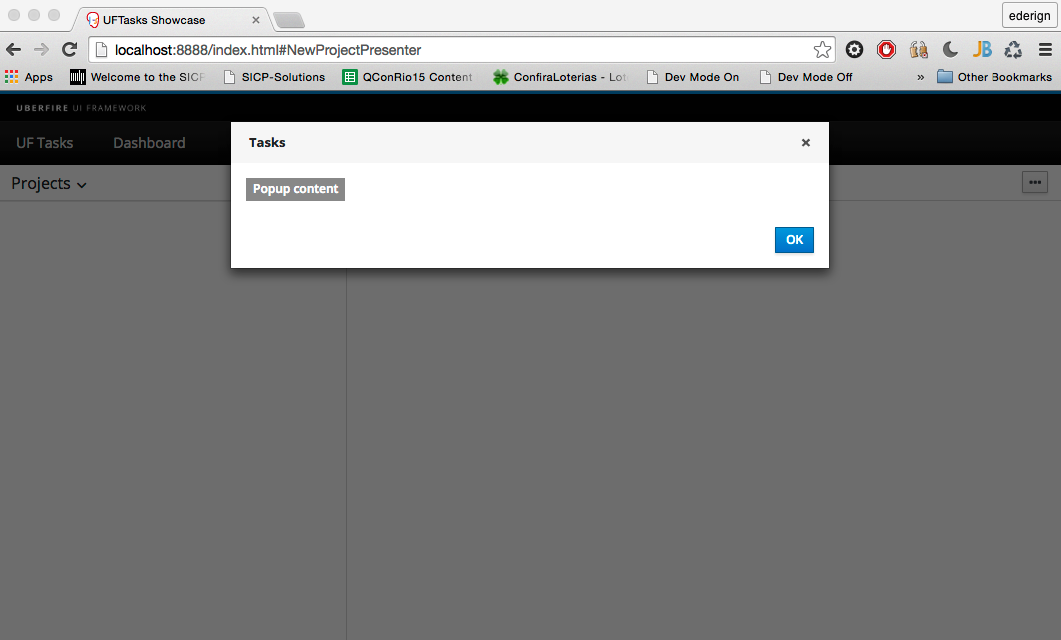 UFTasks Showcase
ederign
localhost:8888/index.html#NewProjectPresenter
Apps Welcome to the SICP SICP-Solutions QConRio15 Content ConfiraLoterias - Lot Dev Mode On Dev Mode Off » Other Bookmarks
UBERFIRE UI FRAMEWORK
UF Tasks Dashboard
Tasks ×
Projects
Popup content
OK